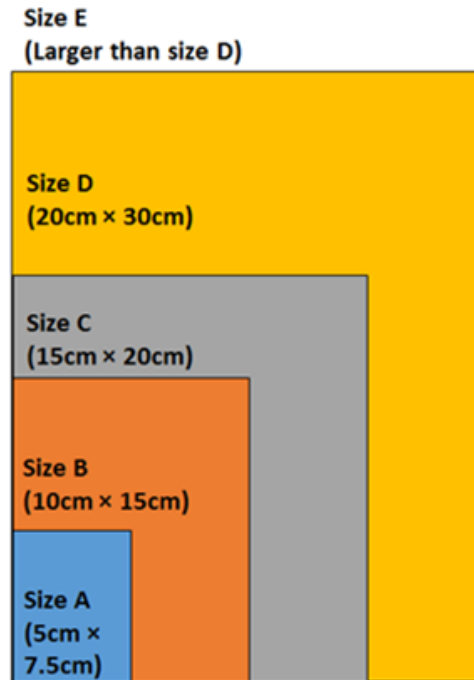 Size E
(Larger than size D)
Size D
(20cm × 30cm)
Size C
(15cm × 20cm)
Size B
(10cm × 15cm)
Size A
(5cm ×
7.5cm)